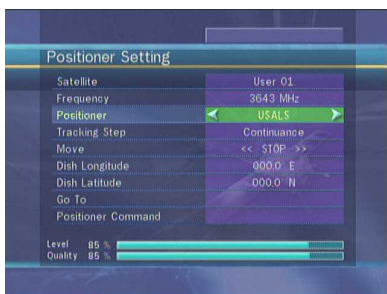 Positioner Setting
Satellite User 01
Frequency 3643 MHz
Positioner USALS
Tracking Step Continuance
Move << STOP >>
Dish Longitude 000.0 E
Dish Latitude 000.0 N
Go To
Positioner Command
Level 85 %
Quality 85 %